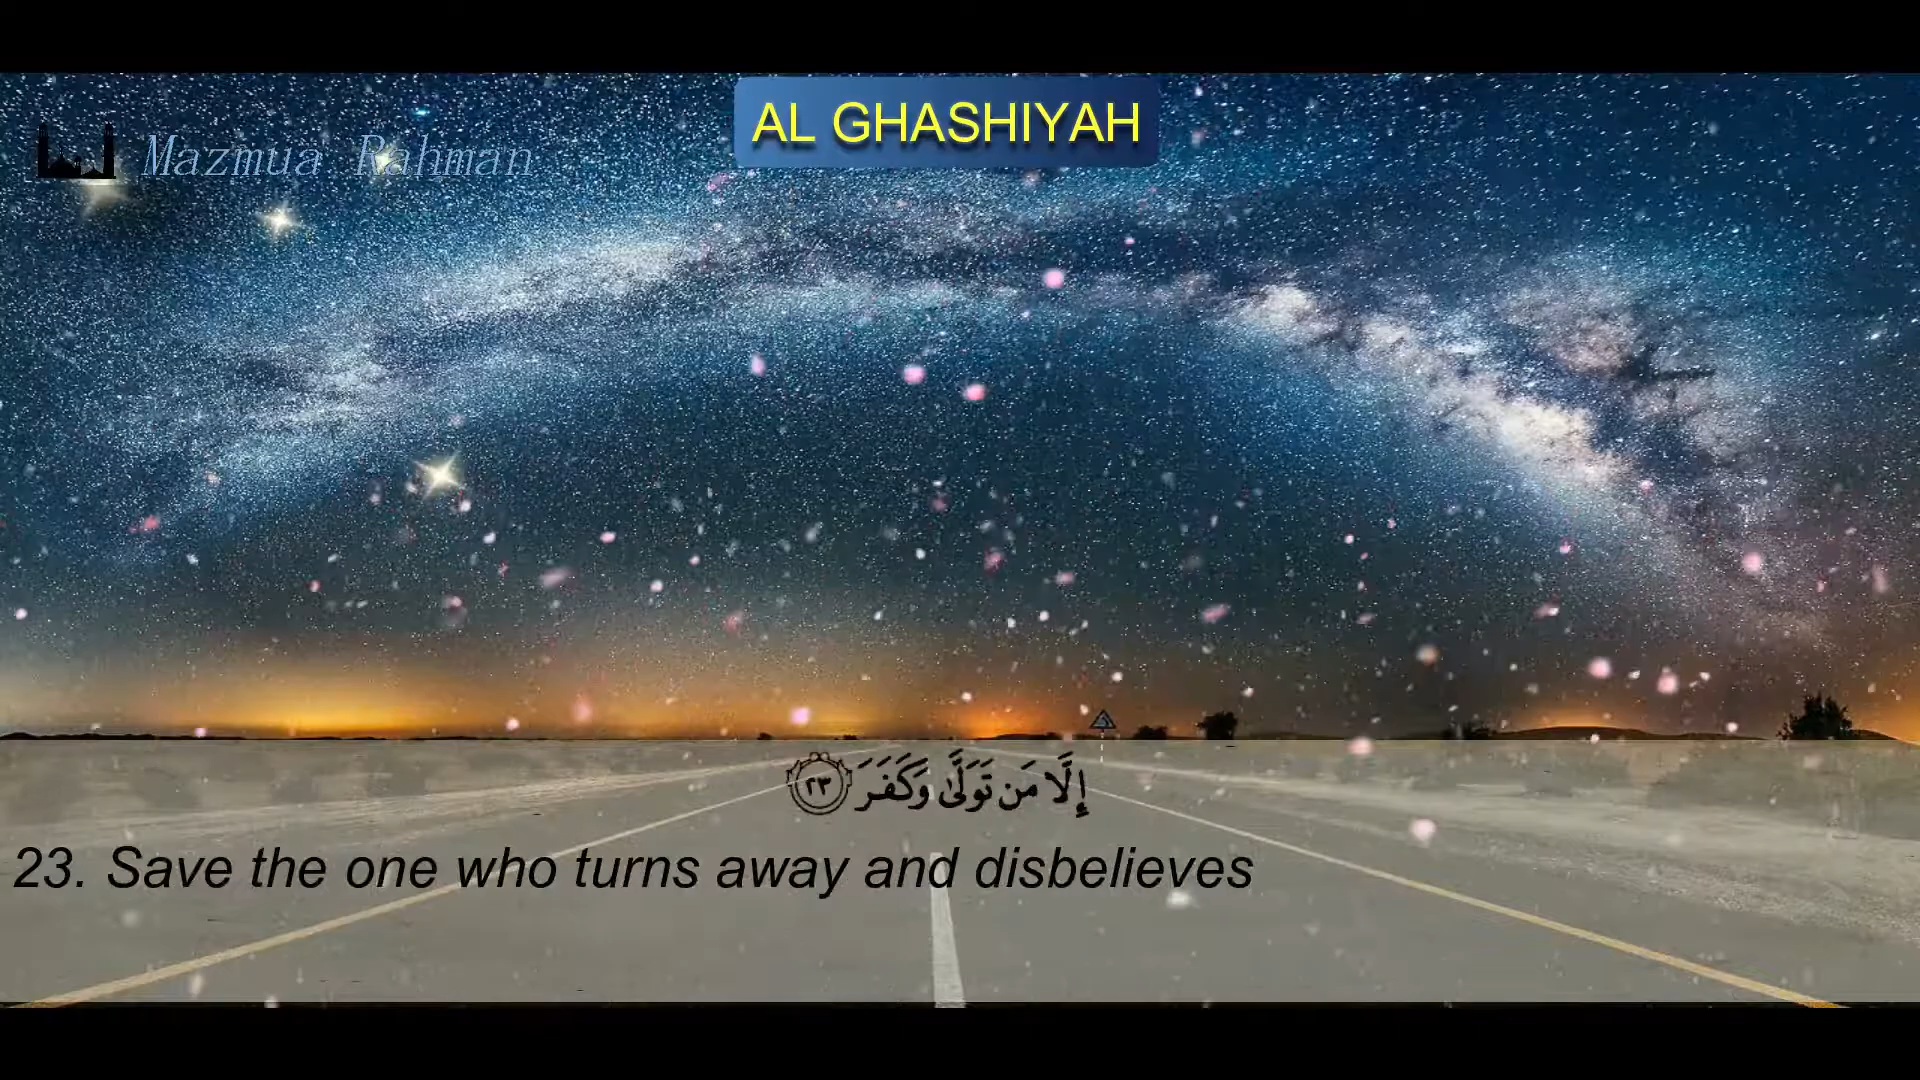 AL GHASHIYAH
Mazmua Rahman
إِلَّا مَن تَوَلَّىٰ وَكَفَرَ ٢٣
23. Save the one who turns away and disbelieves